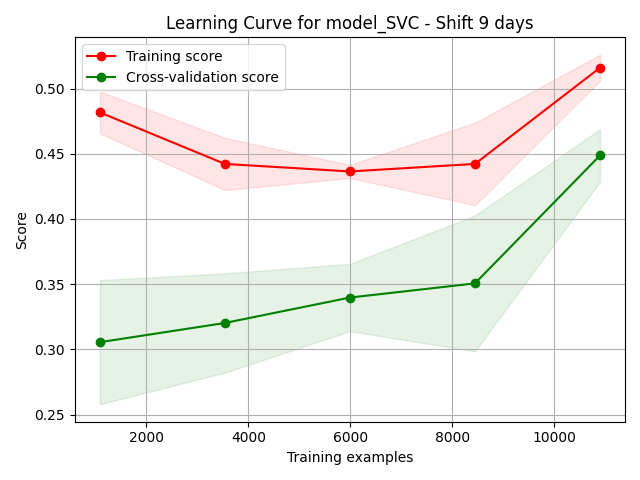 Learning Curve for model_SVC - Shift 9 days
Training score
Cross-validation score
0.50
0.45
0.40
0.35
0.30
0.25
Score
2000
4000
6000
8000
10000
Training examples